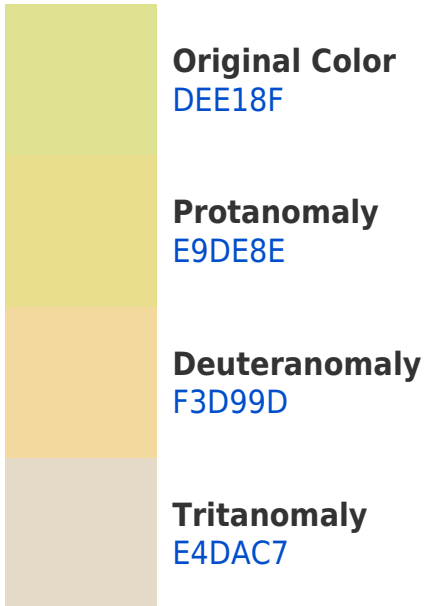 Original Color
DEE18F
Protanomaly
E9DE8E
Deuteranomaly
F3D99D
Tritanomaly
E4DAC7